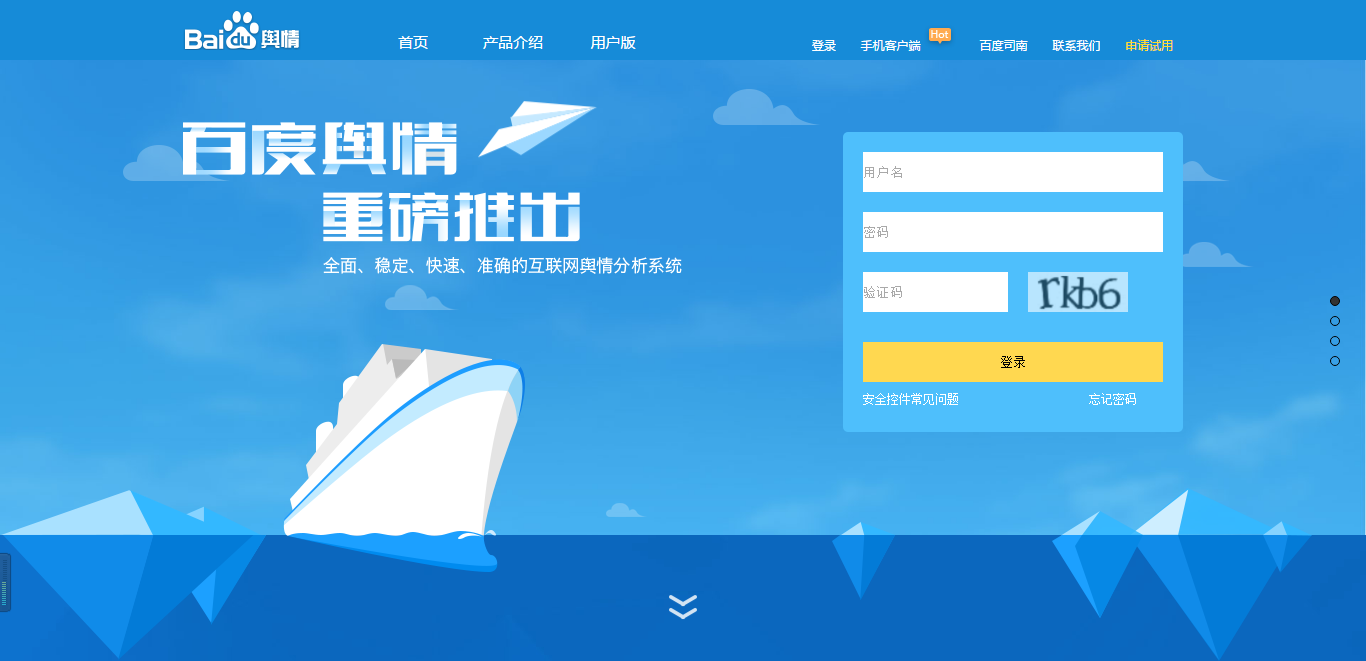 Baidu 舆情
首页 产品介绍 用户版
登录 手机客户端 Hot 百度司南 联系我们 申请试用
百度舆情
重磅推出
全面、稳定、快速、准确的互联网舆情分析系统
用户名
密码
验证码 rkb6
登录
安全控件常见问题 忘记密码